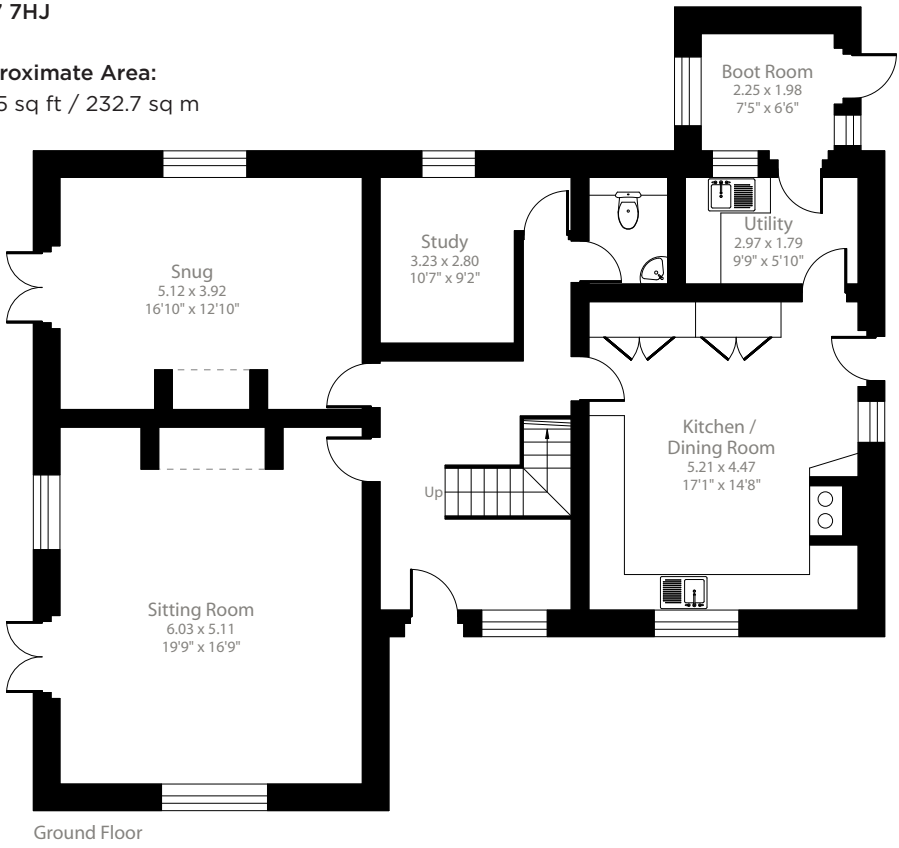 7HJ
roximate Area:
5 sq ft / 232.7 sq m
Boot Room
2.25 x 1.98
7'5" x 6'6"
Utility
2.97 x 1.79
9'9" x 5'10"
Study
3.23 x 2.80
10'7" x 9'2"
Snug
5.12 x 3.92
16'10" x 12'10"
Kitchen /
Dining Room
5.21 x 4.47
17'1" x 14'8"
Up
Sitting Room
6.03 x 5.11
19'9" x 16'9"
Ground Floor